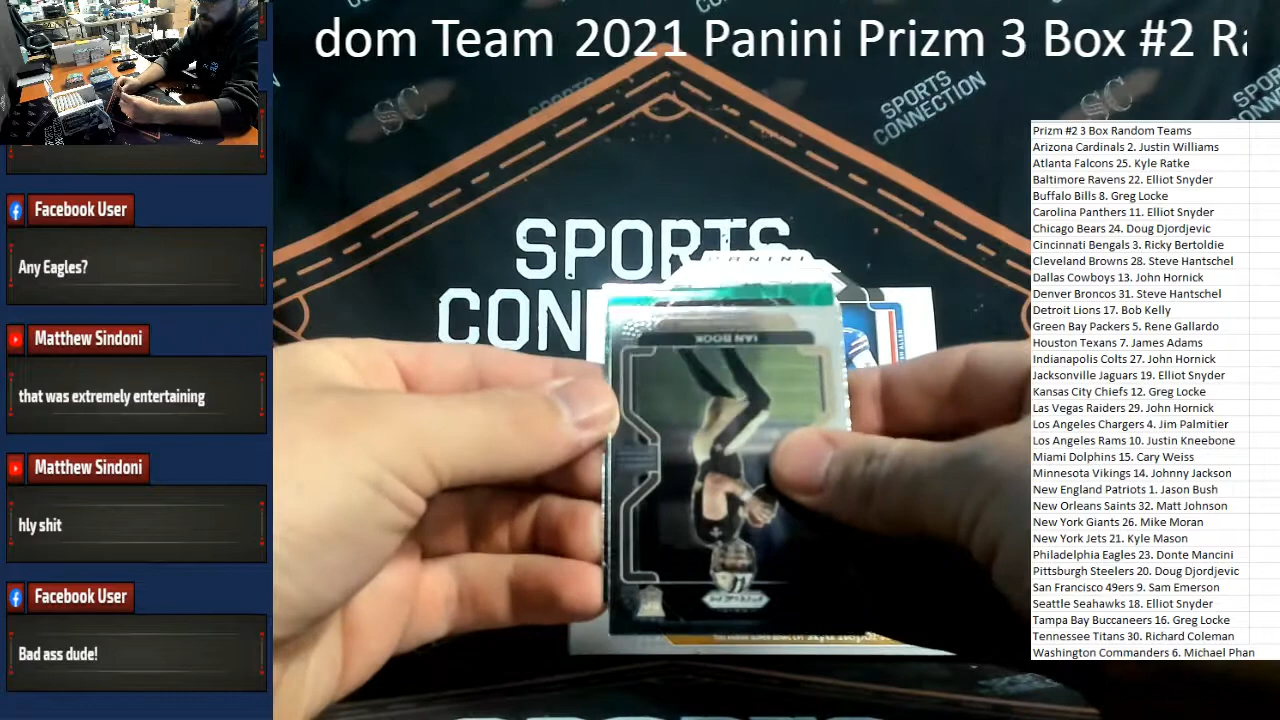 dom Team 2021 Panini Prizm 3 Box #2 Ra
Facebook User
Any Eagles?
Matthew Sindoni
that was extremely entertaining
Matthew Sindoni
hly shit
Facebook User
Bad ass dude!
SPORTS
CONNECTION
SC
SPORTS
CONN
PANINI
IAN BOOK
PRIZM
Prizm #2 3 Box Random Teams
Arizona Cardinals 2. Justin Williams
Atlanta Falcons 25. Kyle Ratke
Baltimore Ravens 22. Elliot Snyder
Buffalo Bills 8. Greg Locke
Carolina Panthers 11. Elliot Snyder
Chicago Bears 24. Doug Djordjevic
Cincinnati Bengals 3. Ricky Bertoldie
Cleveland Browns 28. Steve Hantschel
Dallas Cowboys 13. John Hornick
Denver Broncos 31. Steve Hantschel
Detroit Lions 17. Bob Kelly
Green Bay Packers 5. Rene Gallardo
Houston Texans 7. James Adams
Indianapolis Colts 27. John Hornick
Jacksonville Jaguars 19. Elliot Snyder
Kansas City Chiefs 12. Greg Locke
Las Vegas Raiders 29. John Hornick
Los Angeles Chargers 4. Jim Palmitier
Los Angeles Rams 10. Justin Kneebone
Miami Dolphins 15. Cary Weiss
Minnesota Vikings 14. Johnny Jackson
New England Patriots 1. Jason Bush
New Orleans Saints 32. Matt Johnson
New York Giants 26. Mike Moran
New York Jets 21. Kyle Mason
Philadelphia Eagles 23. Donte Mancini
Pittsburgh Steelers 20. Doug Djordjevic
San Francisco 49ers 9. Sam Emerson
Seattle Seahawks 18. Elliot Snyder
Tampa Bay Buccaneers 16. Greg Locke
Tennessee Titans 30. Richard Coleman
Washington Commanders 6. Michael Phan